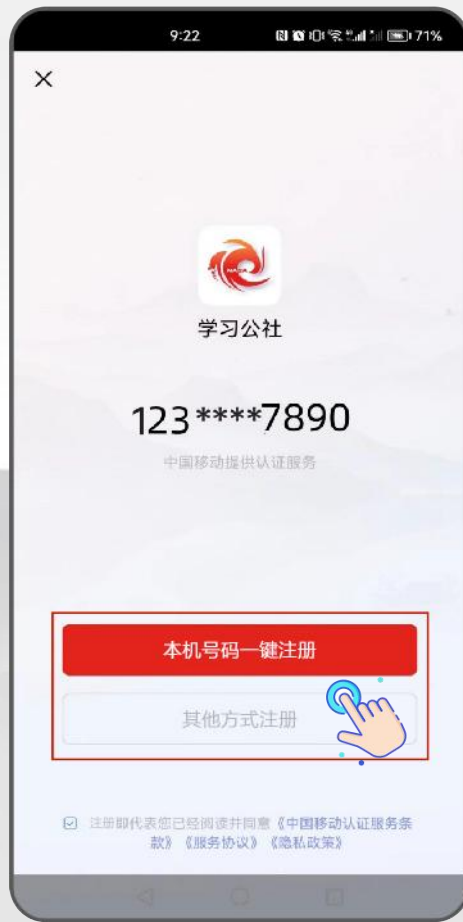 9:22
71%
学习公社
123****7890
中国移动提供认证服务
本机号码一键注册
其他方式注册
注册即代表您已经阅读并同意《中国移动认证服务条
款》《服务协议》《隐私政策》